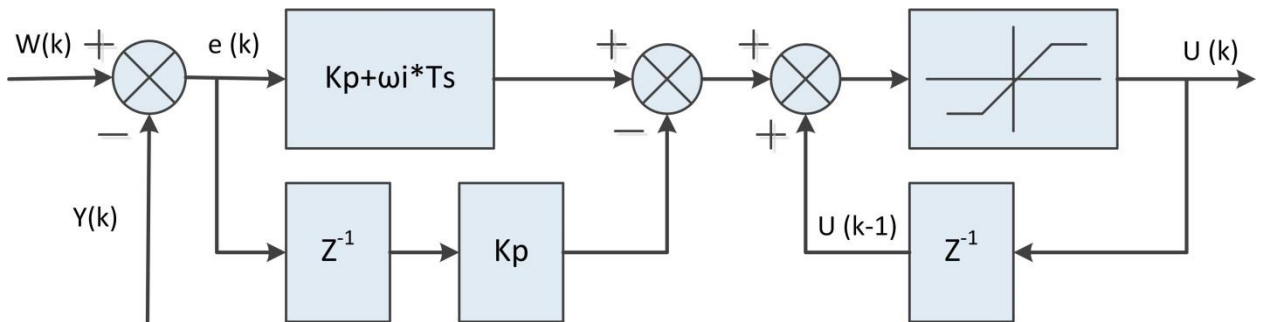 W(k)
+
e (k)
Kp+ωi*Ts
+
+
U (k)
−
−
+
Y(k)
Z⁻¹
Kp
U (k-1)
Z⁻¹